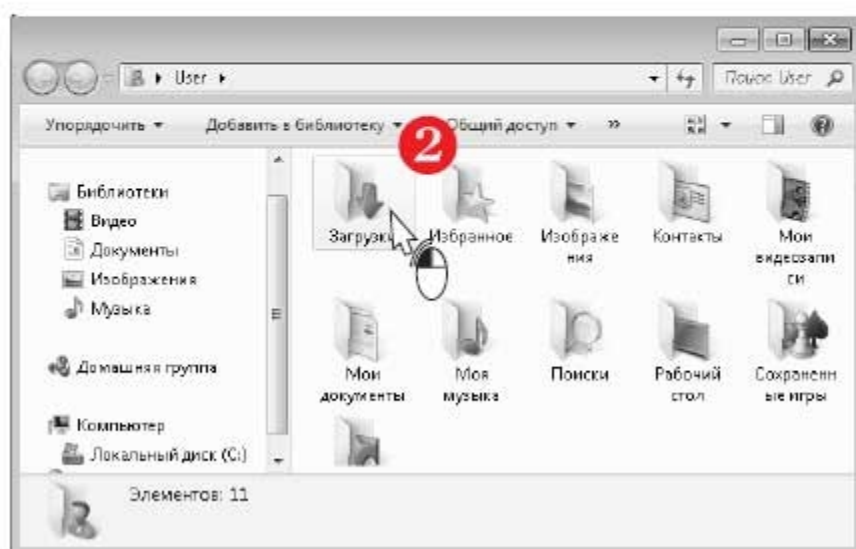 User
Поиск: User
Упорядочить
Добавить в библиотеку
Общий доступ
»
2
Библиотеки
Видео
Документы
Изображения
Музыка
Домашняя группа
Компьютер
Локальный диск (C:)
Загрузки
Избранное
Изображе
ния
Контакты
Мои
видеозапи
си
Мои
документы
Моя
музыка
Поиски
Рабочий
стол
Сохраненн
ые игры
Элементов: 11